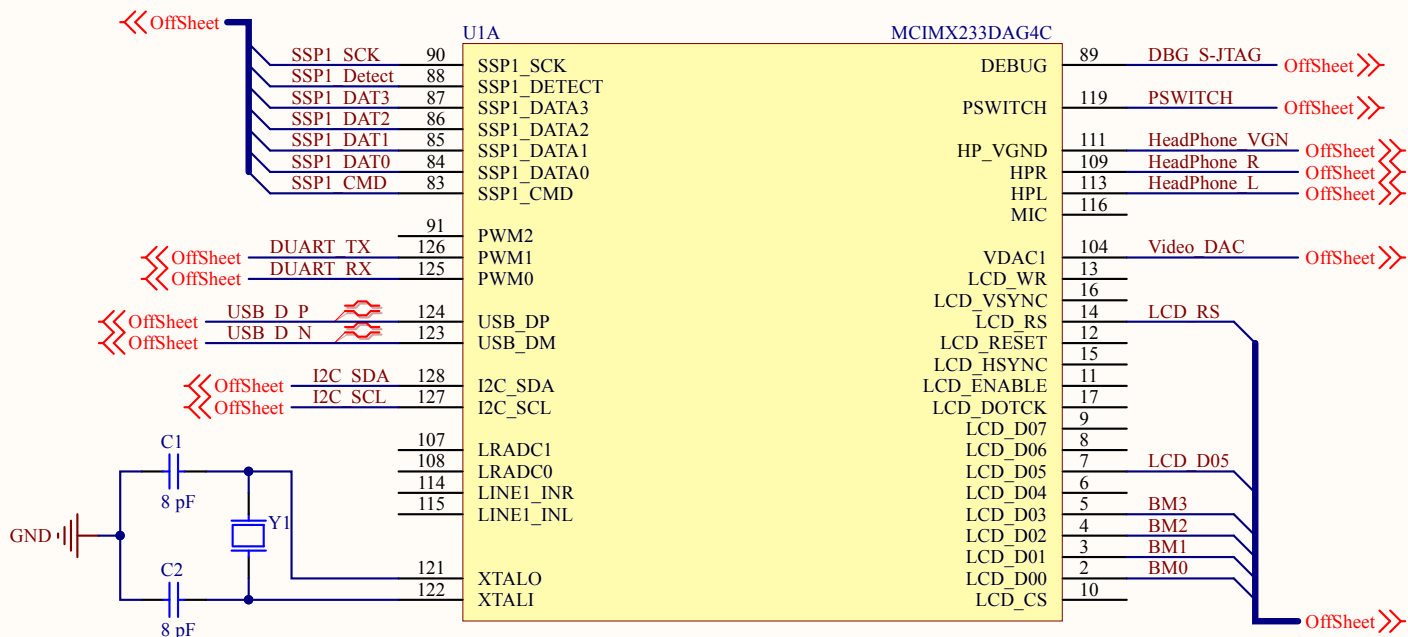 OffSheet
U1A MCIMX233DAG4C
SSP1_SCK 90 SSP1_SCK DEBUG 89 DBG_S-JTAG OffSheet
SSP1_Detect 88 SSP1_DETECT
SSP1_DAT3 87 SSP1_DATA3 PSWITCH 119 PSWITCH OffSheet
SSP1_DAT2 86 SSP1_DATA2
SSP1_DAT1 85 SSP1_DATA1 HP_VGND 111 HeadPhone_VGN OffSheet
SSP1_DAT0 84 SSP1_DATA0 HPR 109 HeadPhone_R OffSheet
SSP1_CMD 83 SSP1_CMD HPL 113 HeadPhone_L OffSheet
MIC 116
91 PWM2
OffSheet DUART_TX 126 PWM1 VDAC1 104 Video_DAC OffSheet
OffSheet DUART_RX 125 PWM0 LCD_WR 13
LCD_VSYNC 16
OffSheet USB_D_P 124 USB_DP LCD_RS 14 LCD_RS
OffSheet USB_D_N 123 USB_DM LCD_RESET 12
LCD_HSYNC 15
OffSheet I2C_SDA 128 I2C_SDA LCD_ENABLE 11
OffSheet I2C_SCL 127 I2C_SCL LCD_DOTCK 17
LCD_D07 9
C1 107 LRADC1 LCD_D06 8
108 LRADC0 LCD_D05 7 LCD_D05
8 pF 114 LINE1_INR LCD_D04 6
115 LINE1_INL LCD_D03 5 BM3
GND Y1 LCD_D02 4 BM2
LCD_D01 3 BM1
C2 121 XTALO LCD_D00 2 BM0
122 XTALI LCD_CS 10
8 pF OffSheet